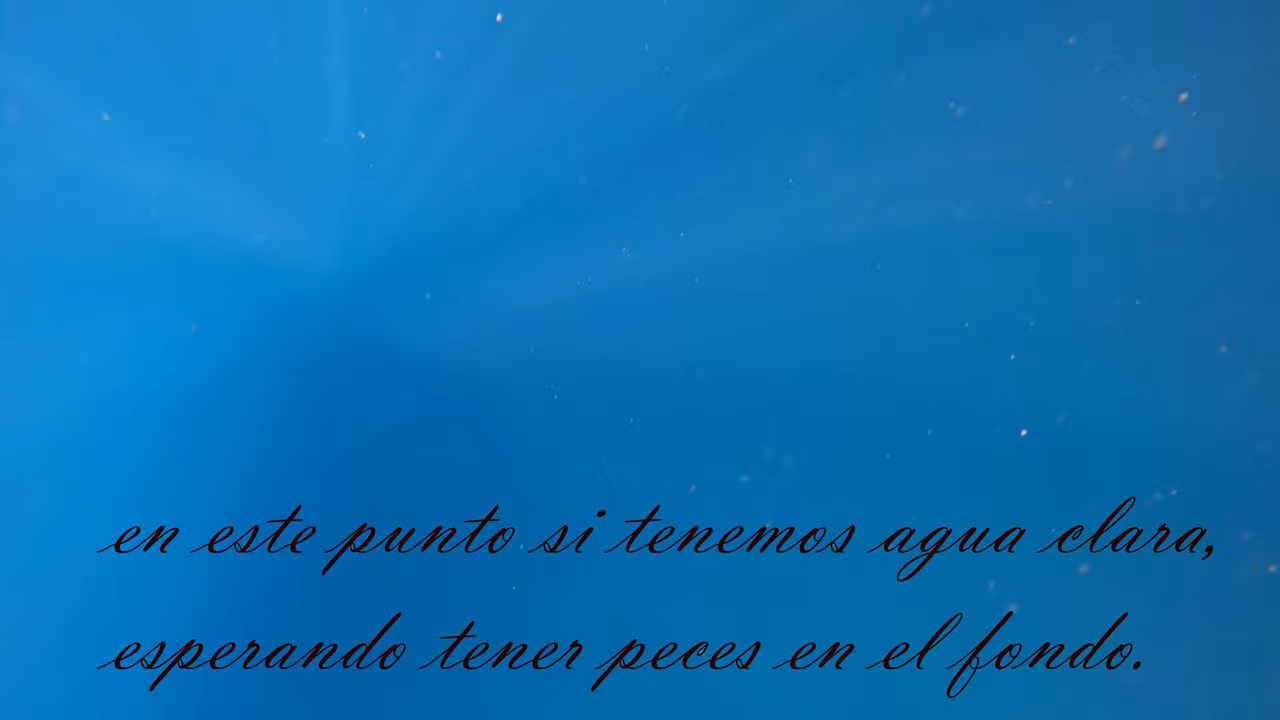 en este punto si tenemos agua clara,
esperando tener peces en el fondo.